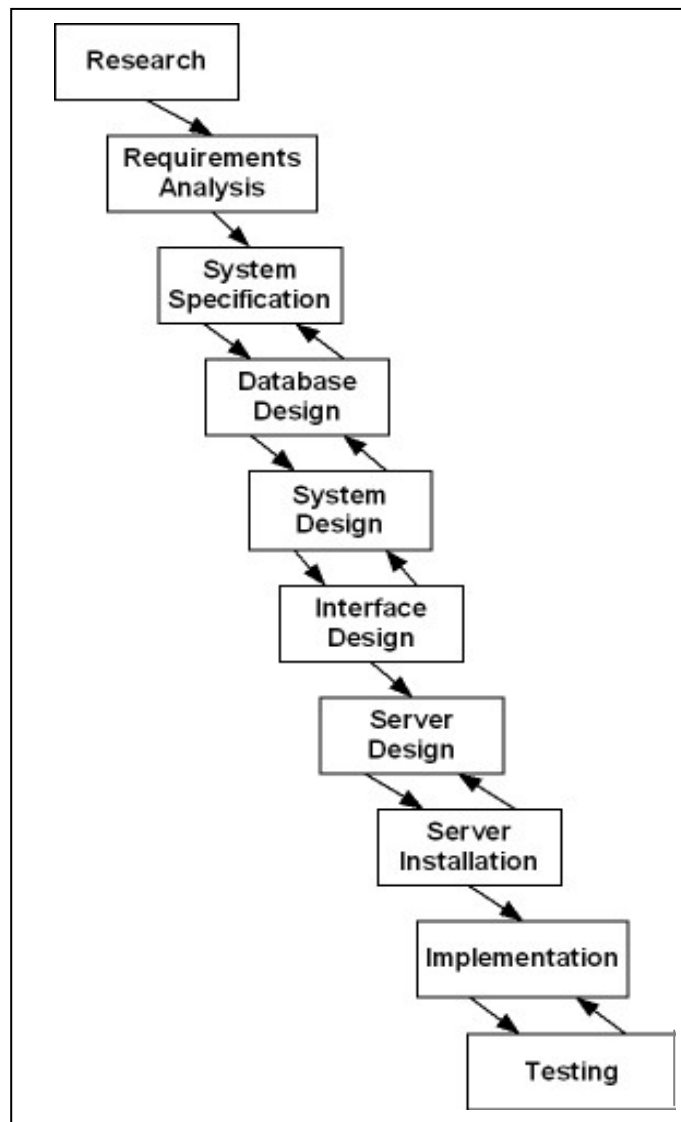 Research
Requirements
Analysis
System
Specification
Database
Design
System
Design
Interface
Design
Server
Design
Server
Installation
Implementation
Testing